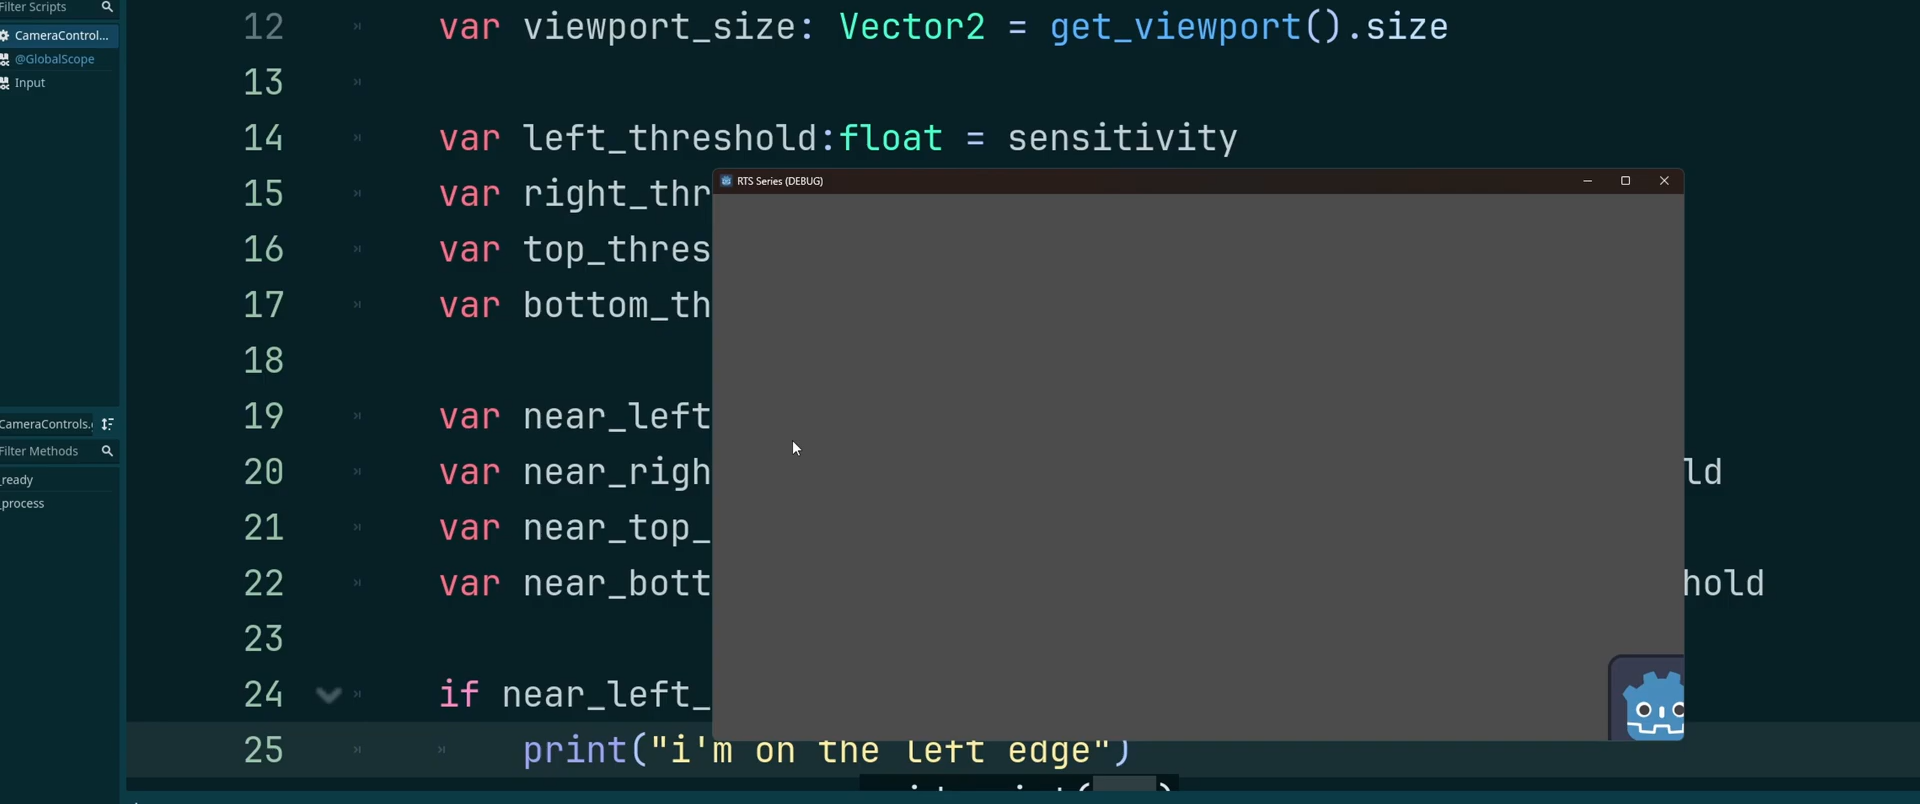 Filter Scripts
CameraControl...
@GlobalScope
Input
CameraControls.
Filter Methods
_ready
_process
12 var viewport_size: Vector2 = get_viewport().size
13
14 var left_threshold:float = sensitivity
15 var right_thr
16 var top_thres
17 var bottom_th
18
19 var near_left
20 var near_righ ld
21 var near_top_
22 var near_bott hold
23
24 if near_left_
25 print("i'm on the left edge")
RTS Series (DEBUG)